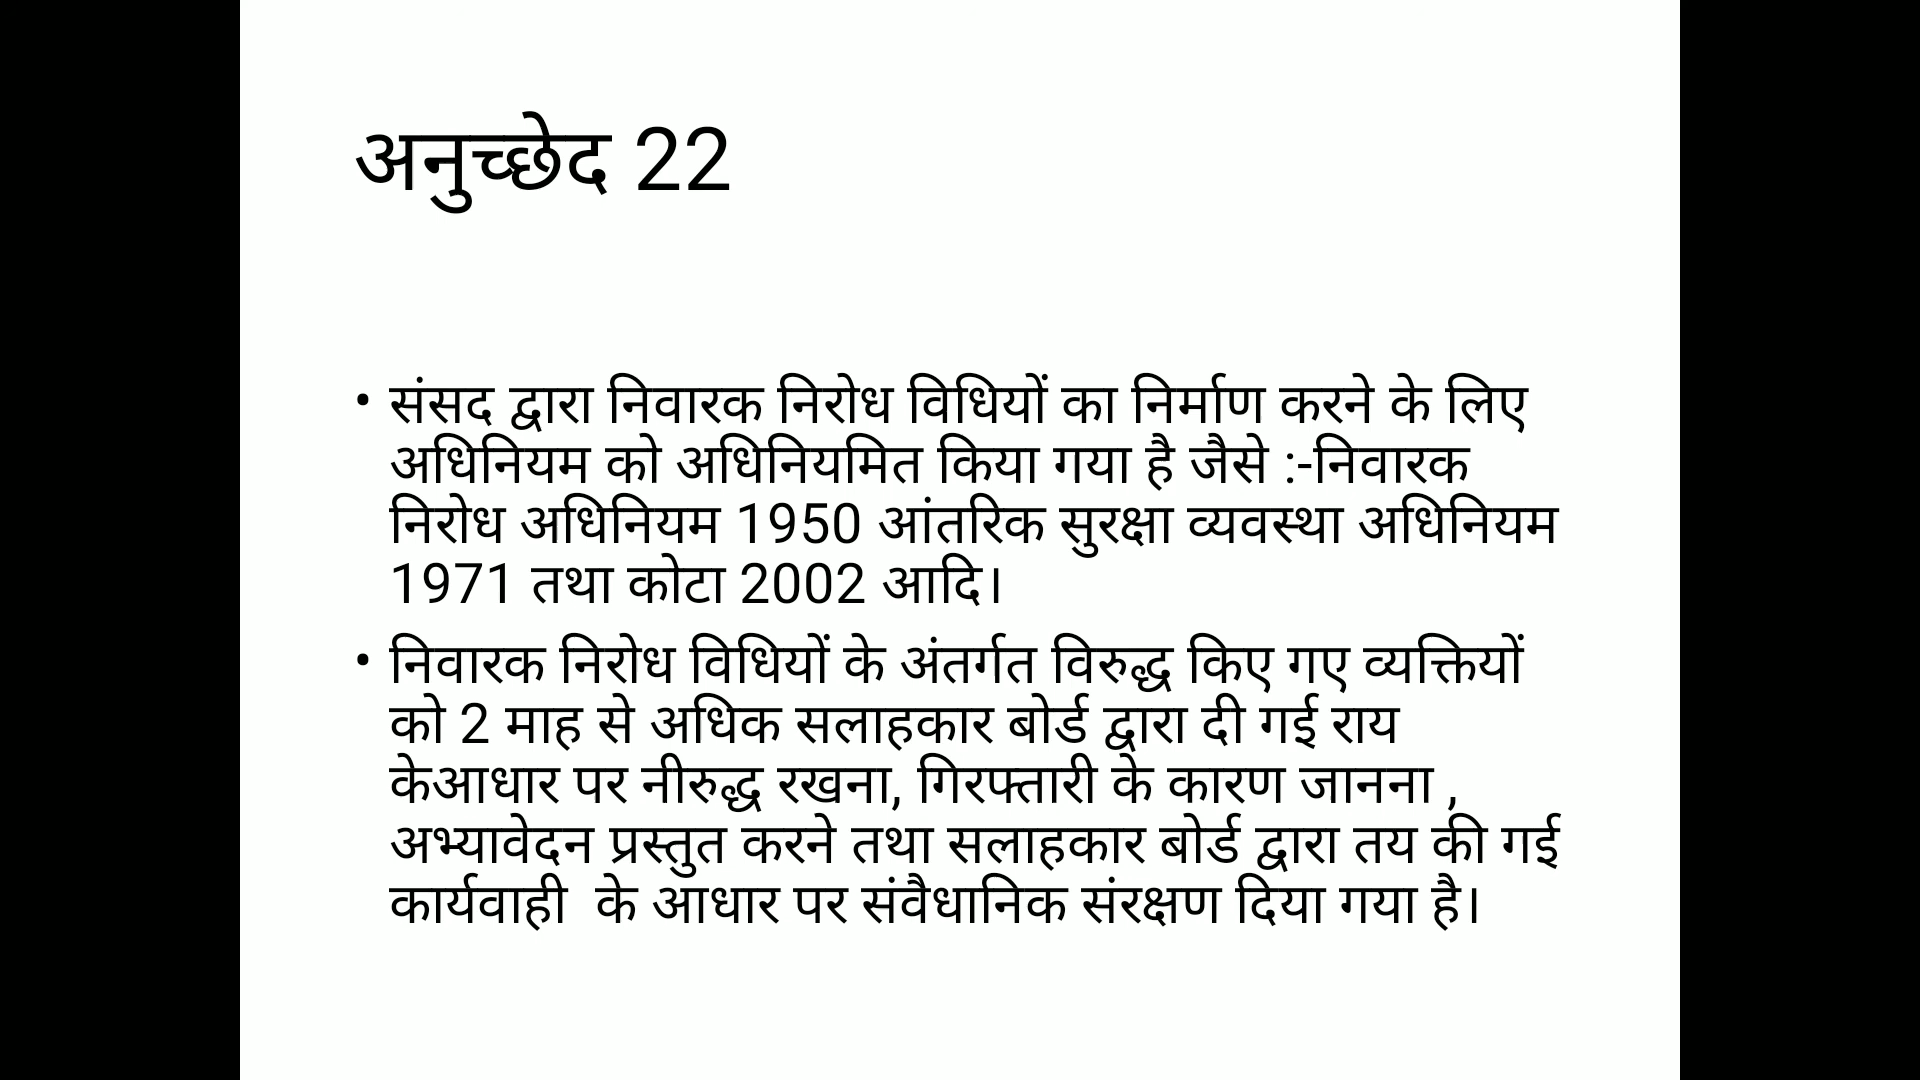 अनुच्छेद 22
• संसद द्वारा निवारक निरोध विधियों का निर्माण करने के लिए
अधिनियम को अधिनियमित किया गया है जैसे :-निवारक
निरोध अधिनियम 1950 आंतरिक सुरक्षा व्यवस्था अधिनियम
1971 तथा कोटा 2002 आदि।
• निवारक निरोध विधियों के अंतर्गत विरुद्ध किए गए व्यक्तियों
को 2 माह से अधिक सलाहकार बोर्ड द्वारा दी गई राय
केआधार पर नीरुद्ध रखना, गिरफ्तारी के कारण जानना ,
अभ्यावेदन प्रस्तुत करने तथा सलाहकार बोर्ड द्वारा तय की गई
कार्यवाही  के आधार पर संवैधानिक संरक्षण दिया गया है।